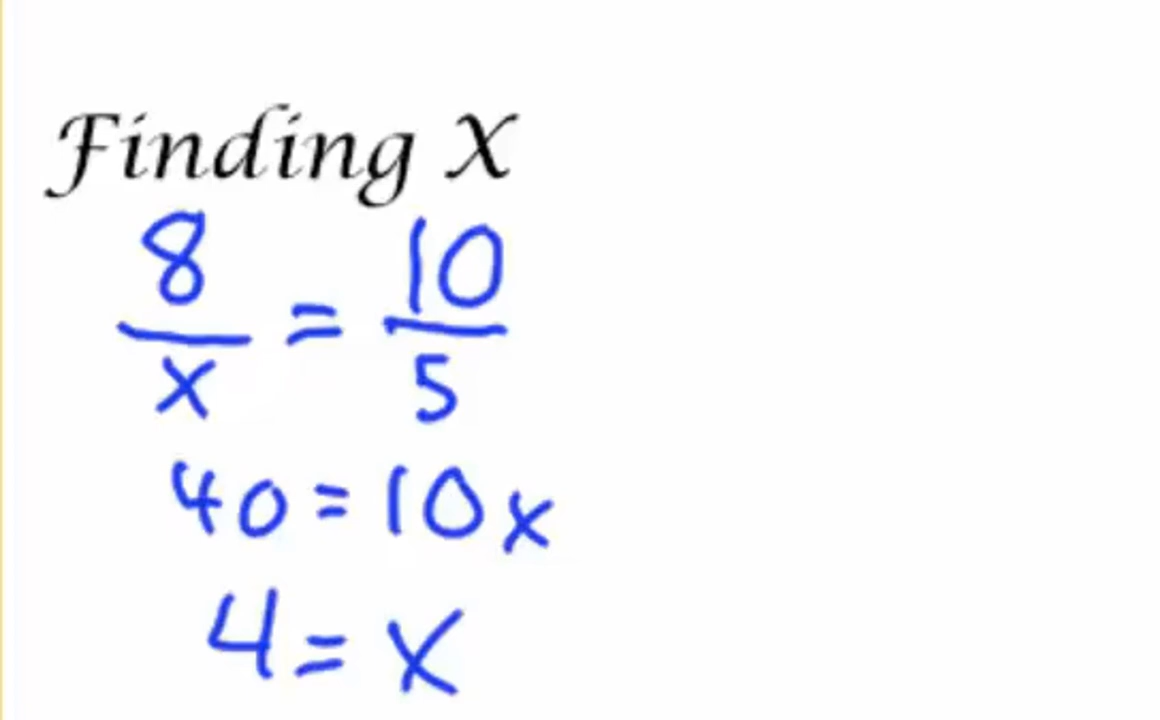 Finding X
8/x = 10/5
40 = 10x
4 = x